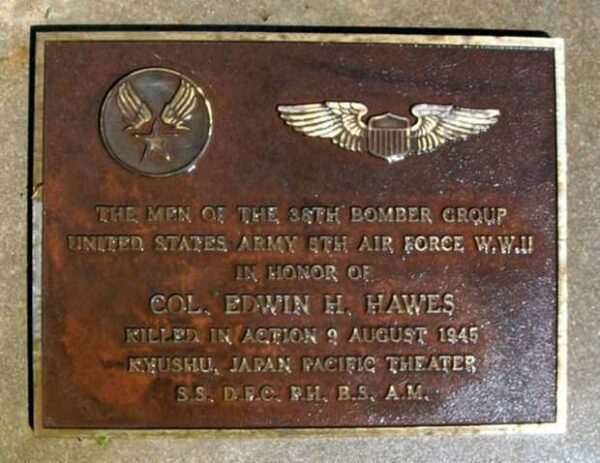 THE MEN OF THE 38TH BOMBER GROUP
UNITED STATES ARMY 5TH AIR FORCE W.W.II
IN HONOR OF
COL. EDWIN H. HAWES
KILLED IN ACTION 9 AUGUST 1945
KYUSHU, JAPAN PACIFIC THEATER
S.S. D.F.C. P.H. B.S. A.M.